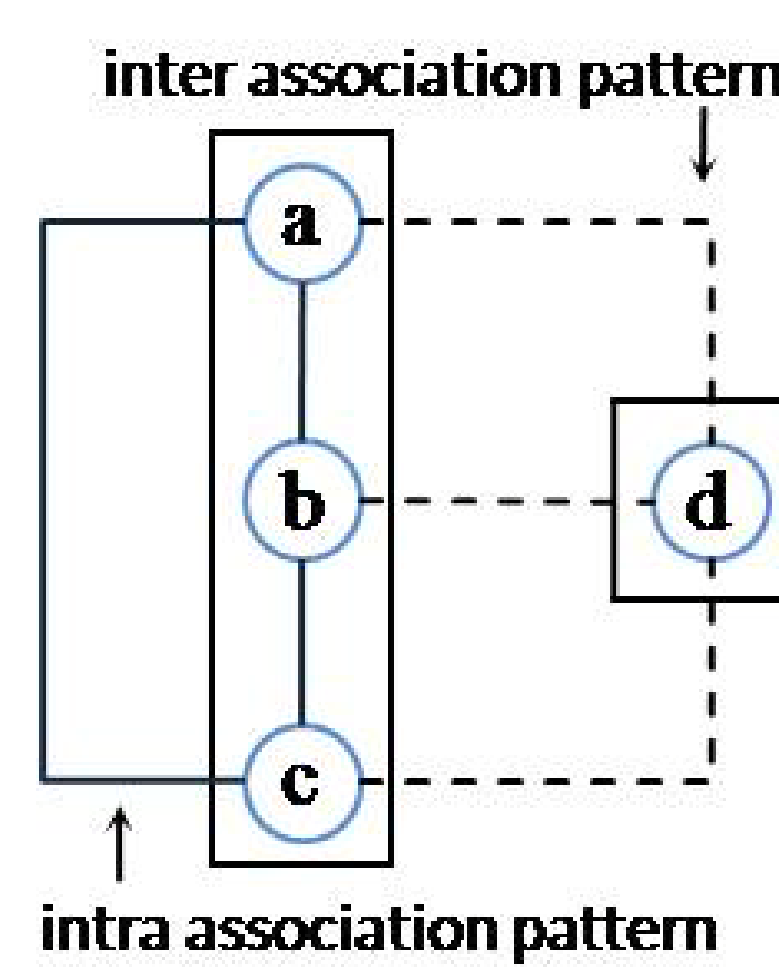 inter association pattern
a
b
d
c
intra association pattern